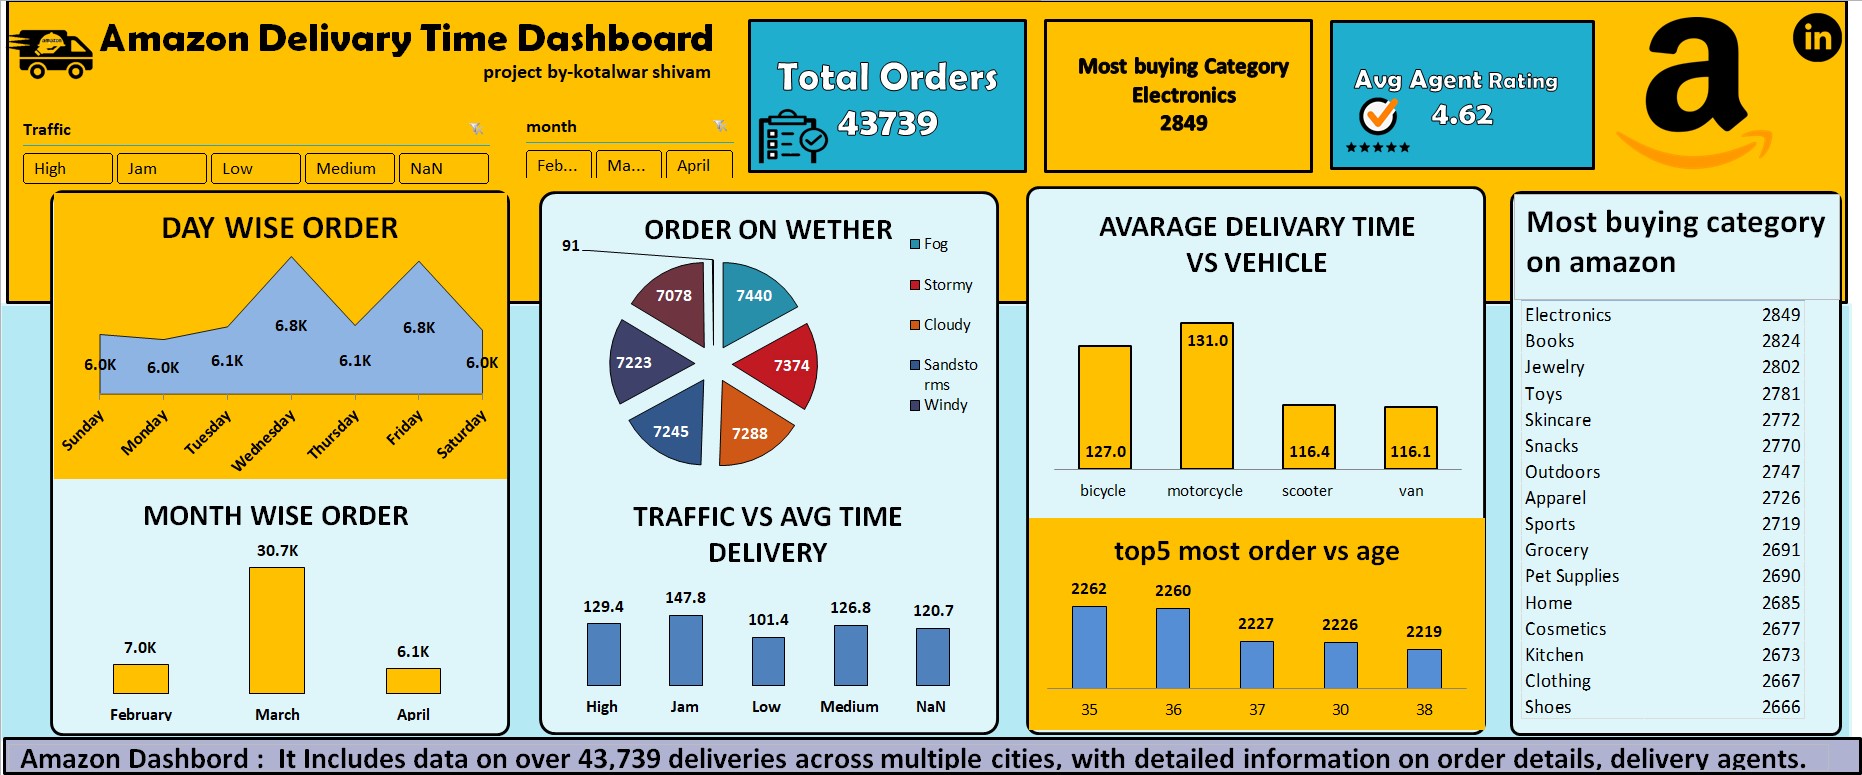 Amazon Delivary Time Dashboard
project by-kotalwar shivam
Traffic
High Jam Low Medium NaN
month
Feb... Ma... April
Total Orders
43739
Most buying Category
Electronics
2849
Avg Agent Rating
4.62
a
in
DAY WISE ORDER
6.0K 6.0K 6.1K 6.8K 6.1K 6.8K 6.0K
Sunday Monday Tuesday Wednesday Thursday Friday Saturday
MONTH WISE ORDER
7.0K 30.7K 6.1K
February March April
ORDER ON WETHER
91
7440
7374
7288
7245
7223
7078
Fog
Stormy
Cloudy
Sandsto
rms
Windy
TRAFFIC VS AVG TIME
DELIVERY
129.4 147.8 101.4 126.8 120.7
High Jam Low Medium NaN
AVARAGE DELIVARY TIME
VS VEHICLE
127.0 131.0 116.4 116.1
bicycle motorcycle scooter van
top5 most order vs age
2262 2260 2227 2226 2219
35 36 37 30 38
Most buying category
on amazon
Electronics 2849
Books 2824
Jewelry 2802
Toys 2781
Skincare 2772
Snacks 2770
Outdoors 2747
Apparel 2726
Sports 2719
Grocery 2691
Pet Supplies 2690
Home 2685
Cosmetics 2677
Kitchen 2673
Clothing 2667
Shoes 2666
Amazon Dashbord : It Includes data on over 43,739 deliveries across multiple cities, with detailed information on order details, delivery agents.